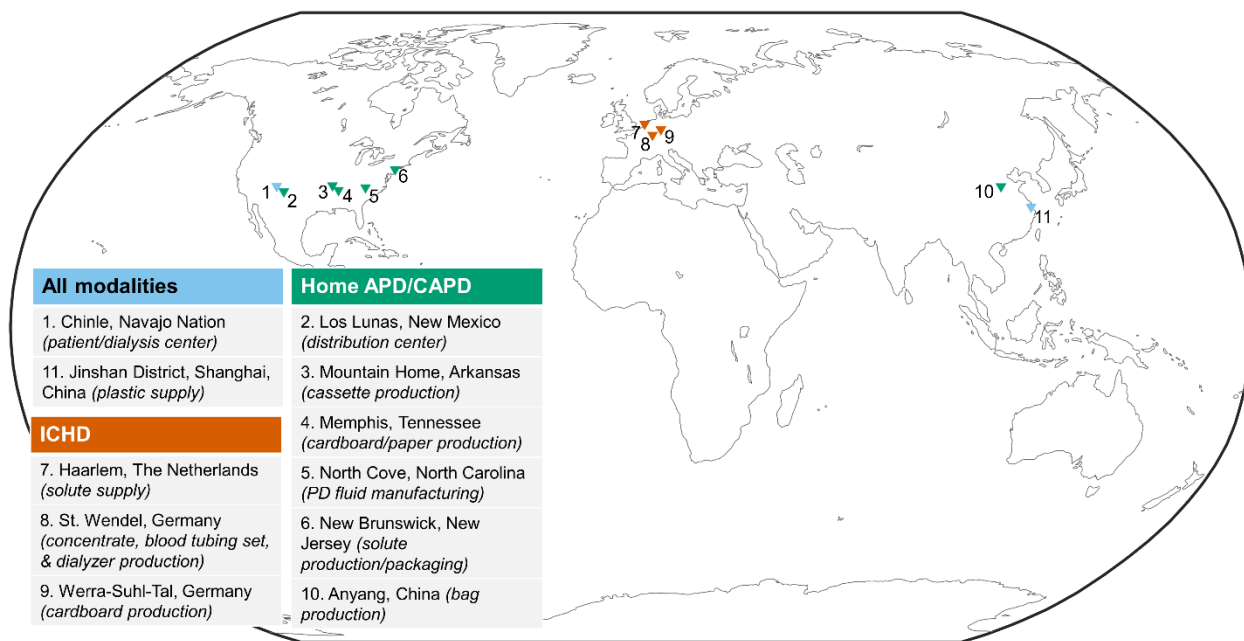 1
2
3
4
5
6
7
8
9
10
11
All modalities
1. Chinle, Navajo Nation
(patient/dialysis center)
11. Jinshan District, Shanghai,
China (plastic supply)
ICHD
7. Haarlem, The Netherlands
(solute supply)
8. St. Wendel, Germany
(concentrate, blood tubing set,
& dialyzer production)
9. Werra-Suhl-Tal, Germany
(cardboard production)
Home APD/CAPD
2. Los Lunas, New Mexico
(distribution center)
3. Mountain Home, Arkansas
(cassette production)
4. Memphis, Tennessee
(cardboard/paper production)
5. North Cove, North Carolina
(PD fluid manufacturing)
6. New Brunswick, New
Jersey (solute
production/packaging)
10. Anyang, China (bag
production)